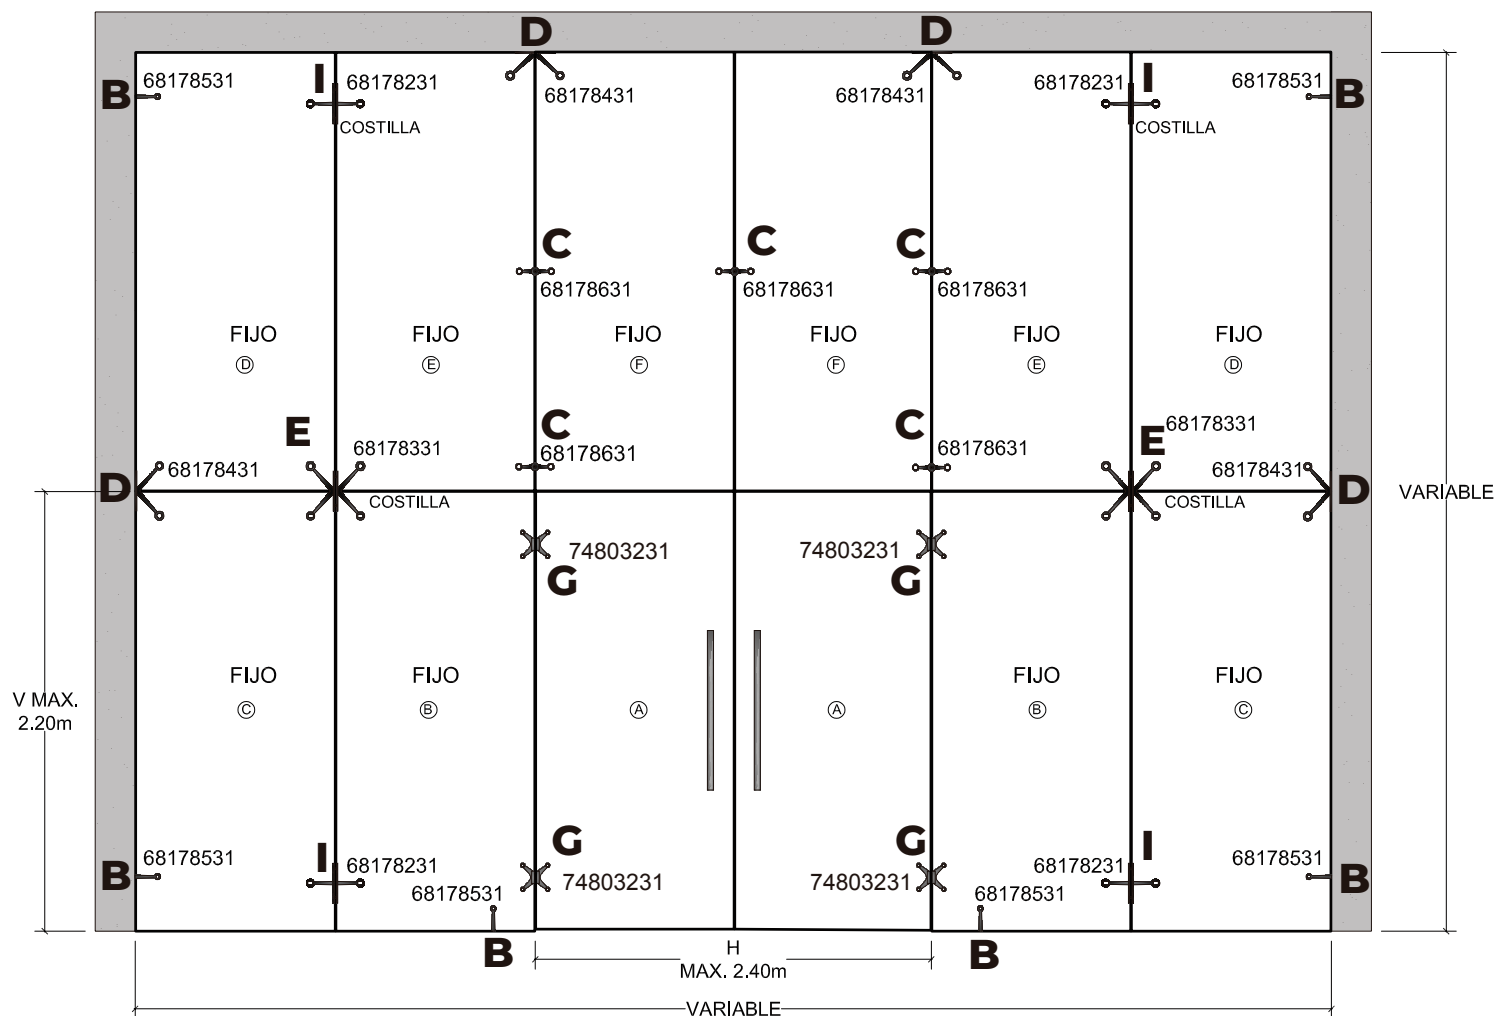 D D
B 68178531 I 68178231 68178431 68178431 68178231 I 68178531 B
COSTILLA COSTILLA
C C C
68178631 68178631 68178631
FIJO FIJO FIJO FIJO FIJO FIJO
D E F F E D
E 68178331 C C 68178331
68178431 68178631 68178631 E 68178431
D COSTILLA COSTILLA D VARIABLE
74803231 74803231
G G
FIJO FIJO FIJO FIJO
V MAX.
2.20m
C B A A B C
G G
B 68178531 I 68178231 74803231 74803231 68178231 I 68178531 B
68178531 68178531
B B
H
MAX. 2.40m
VARIABLE